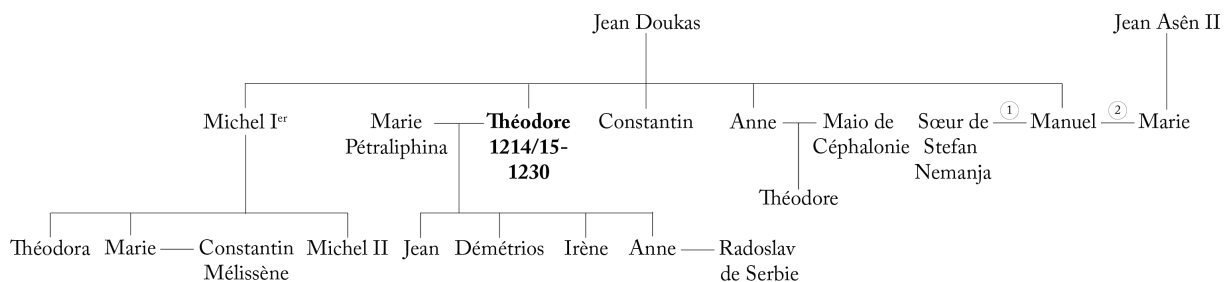 Jean Doukas
Jean Asên II
Michel Iᵉʳ
Marie
Pétraliphina
Théodore
1214/15-
1230
Constantin
Anne
Maio de
Céphalonie
Sœur de
Stefan
Nemanja
1
Manuel
2
Marie
Théodore
Théodora
Marie
Constantin
Mélissène
Michel II
Jean
Démétrios
Irène
Anne
Radoslav
de Serbie